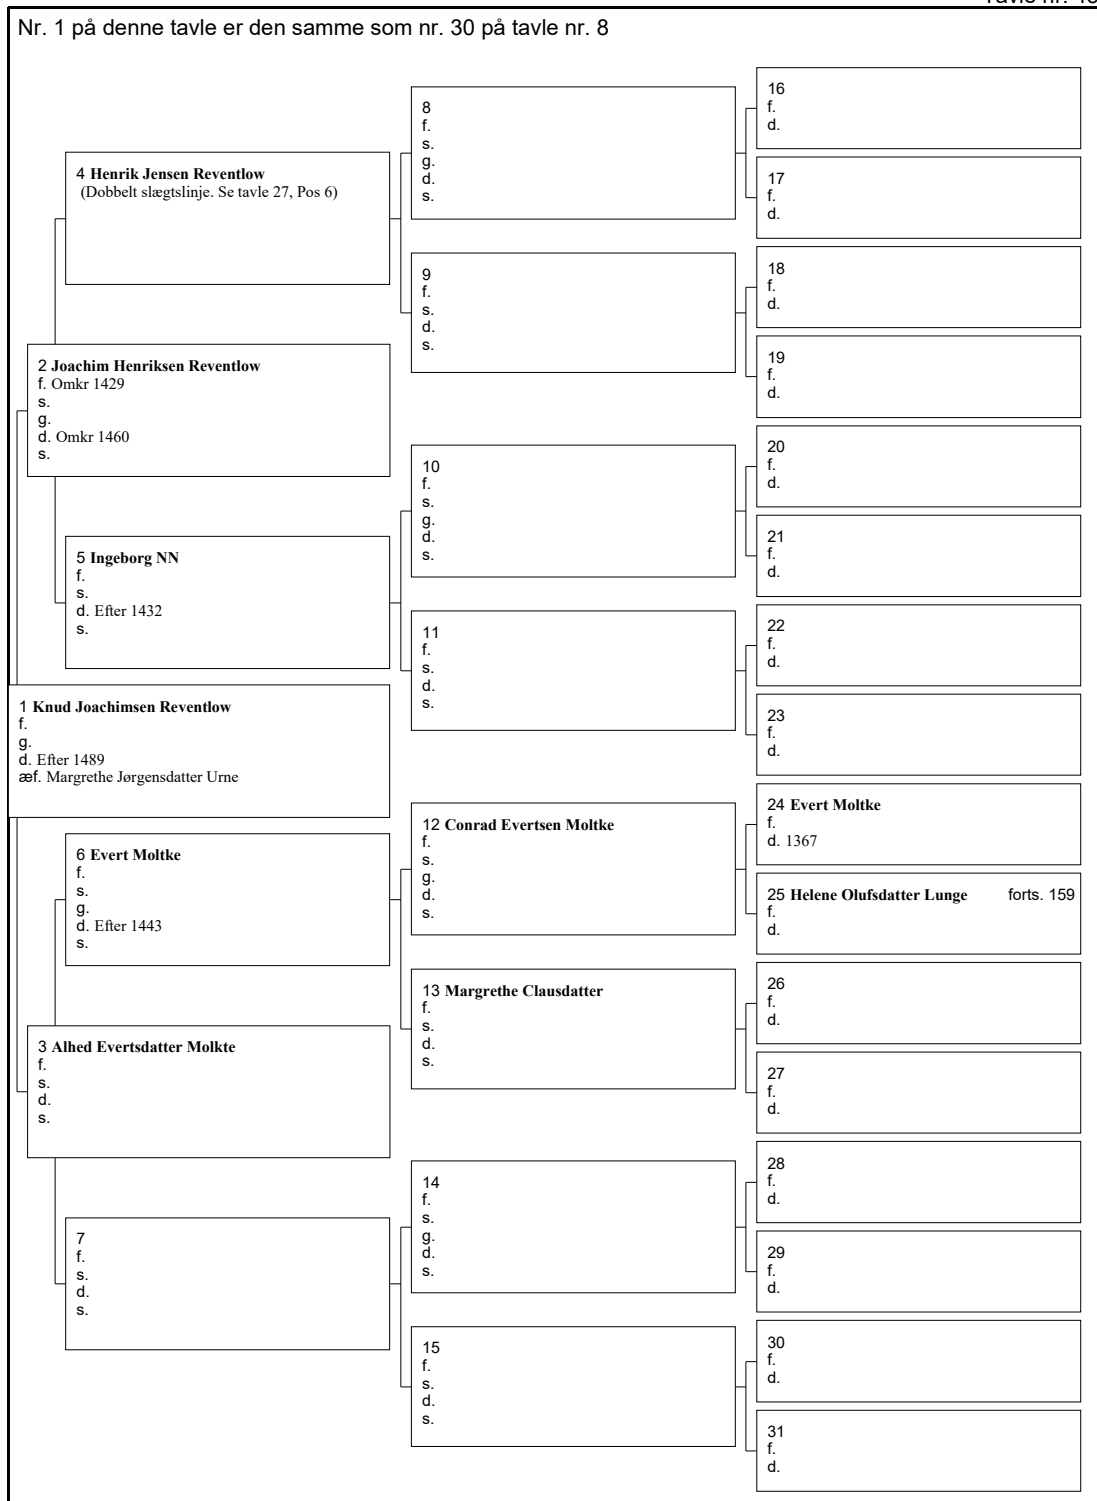 Nr. 1 på denne tavle er den samme som nr. 30 på tavle nr. 8
16
f.
d.
8
f.
s.
g.
d.
s.
4 Henrik Jensen Reventlow
(Dobbelt slægtslinje. Se tavle 27, Pos 6)
17
f.
d.
18
f.
d.
9
f.
s.
d.
s.
19
f.
d.
2 Joachim Henriksen Reventlow
f. Omkr 1429
s.
g.
d. Omkr 1460
s.
20
f.
d.
10
f.
s.
g.
d.
s.
21
f.
d.
5 Ingeborg NN
f.
s.
d. Efter 1432
s.
22
f.
d.
11
f.
s.
d.
s.
23
f.
d.
1 Knud Joachimsen Reventlow
f.
g.
d. Efter 1489
æf. Margrethe Jørgensdatter Urne
24 Evert Moltke
f.
d. 1367
12 Conrad Evertsen Moltke
f.
s.
g.
d.
s.
6 Evert Moltke
f.
s.
g.
d. Efter 1443
s.
25 Helene Olufsdatter Lunge forts. 159
f.
d.
26
f.
d.
13 Margrethe Clausdatter
f.
s.
d.
s.
3 Alhed Evertsdatter Molkte
f.
s.
d.
s.
27
f.
d.
28
f.
d.
14
f.
s.
g.
d.
s.
7
f.
s.
d.
s.
29
f.
d.
30
f.
d.
15
f.
s.
d.
s.
31
f.
d.